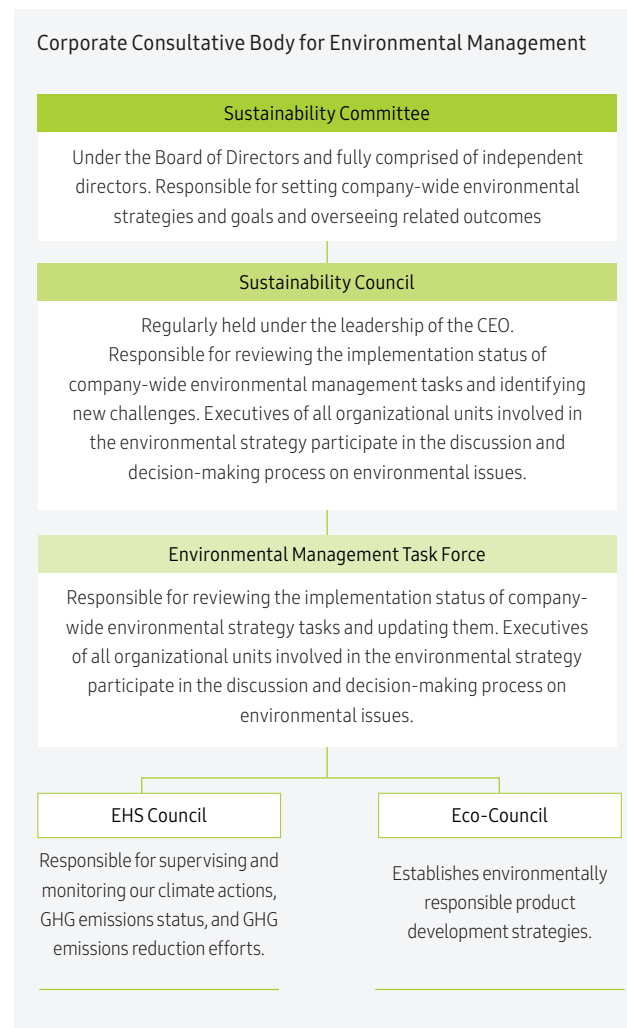 Corporate Consultative Body for Environmental Management
Sustainability Committee
Under the Board of Directors and fully comprised of independent
directors. Responsible for setting company-wide environmental
strategies and goals and overseeing related outcomes
Sustainability Council
Regularly held under the leadership of the CEO.
Responsible for reviewing the implementation status of
company-wide environmental management tasks and identifying
new challenges. Executives of all organizational units involved in
the environmental strategy participate in the discussion and
decision-making process on environmental issues.
Environmental Management Task Force
Responsible for reviewing the implementation status of company-
wide environmental strategy tasks and updating them. Executives
of all organizational units involved in the environmental strategy
participate in the discussion and decision-making process on
environmental issues.
EHS Council
Responsible for supervising and
monitoring our climate actions,
GHG emissions status, and GHG
emissions reduction efforts.
Eco-Council
Establishes environmentally
responsible product
development strategies.